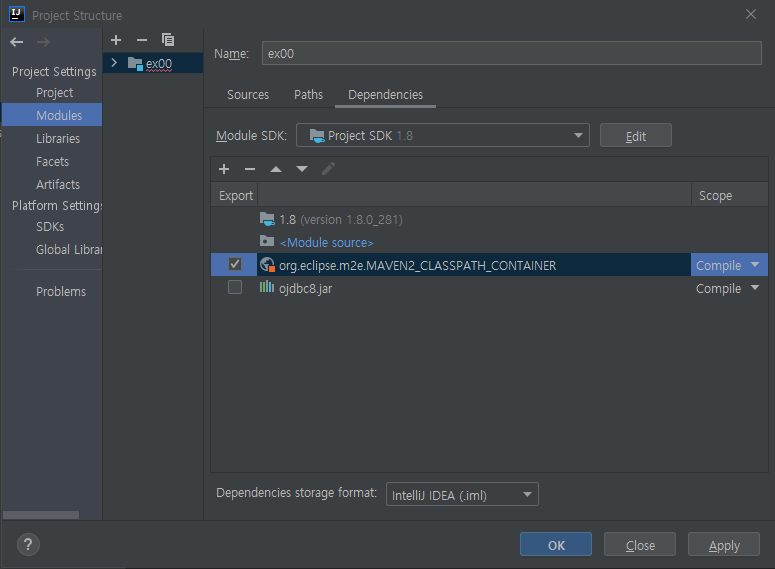 Project Structure
Project Settings
Project
Modules
Libraries
Facets
Artifacts
Platform Settings
SDKs
Global Librar
Problems
ex00
Name: ex00
Sources Paths Dependencies
Module SDK: Project SDK 1.8 Edit
Export Scope
1.8 (version 1.8.0_281)
<Module source>
org.eclipse.m2e.MAVEN2_CLASSPATH_CONTAINER Compile
ojdbc8.jar Compile
Dependencies storage format: IntelliJ IDEA (.iml)
? OK Close Apply